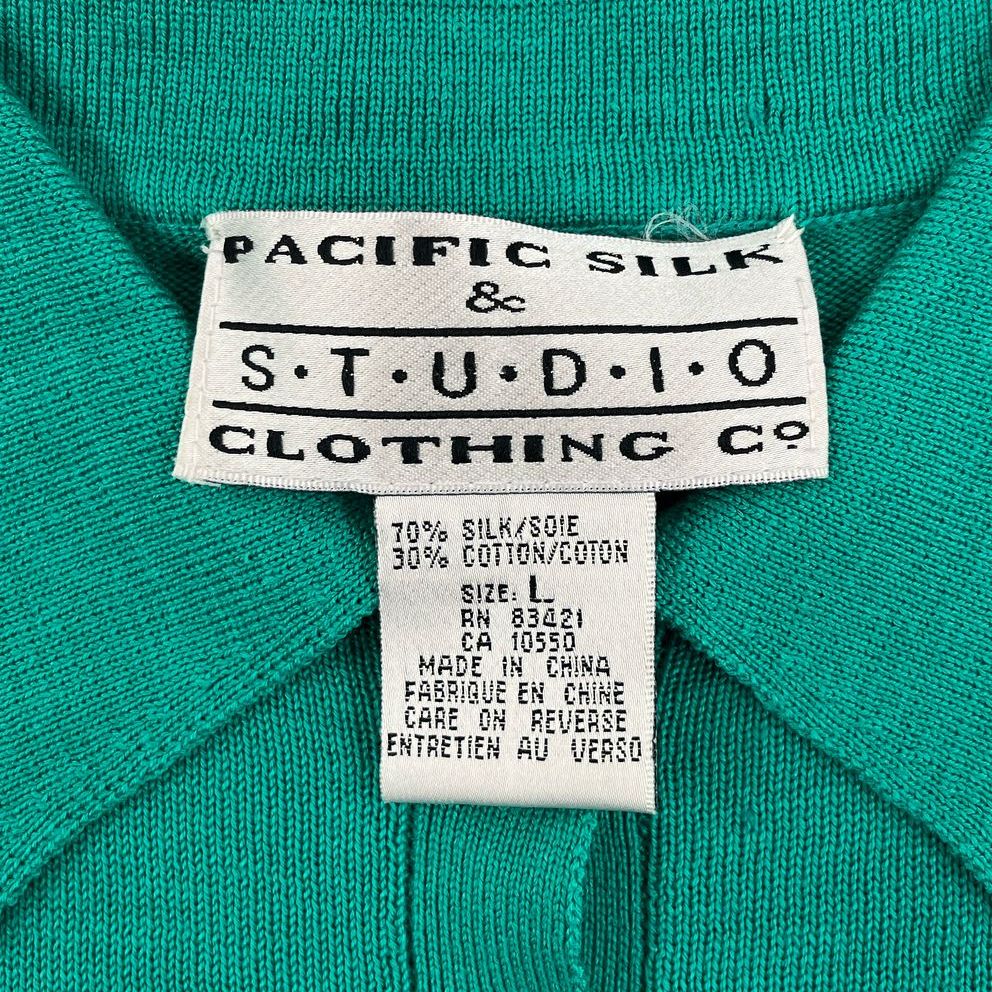 PACIFIC SILK
&
S•T•U•D•I•O
CLOTHING Co
70% SILK/SOIE
30% COTTON/COTON
SIZE: L
RN 83421
CA 10550
MADE IN CHINA
FABRIQUE EN CHINE
CARE ON REVERSE
ENTRETIEN AU VERSO